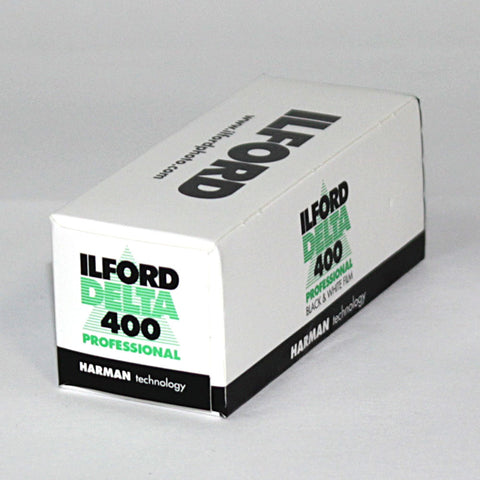 ILFORD
www.ilfordphoto.com
ILFORD
DELTA
400
PROFESSIONAL
HARMAN technology
ILFORD
DELTA
400
PROFESSIONAL
BLACK & WHITE FILM
HARMAN technology